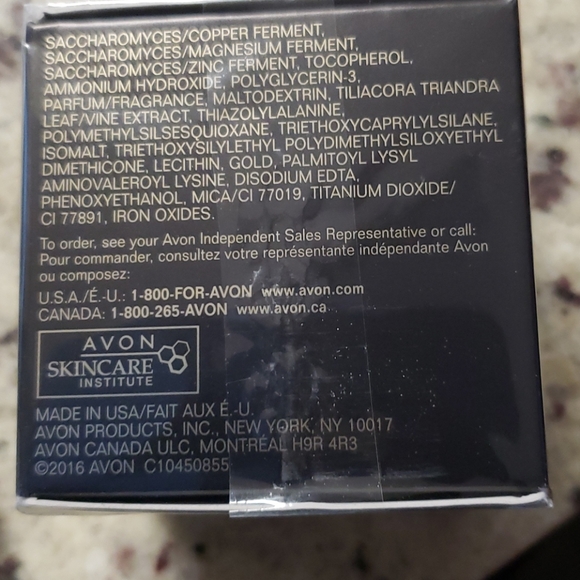 SACCHAROMYCES/COPPER FERMENT,
SACCHAROMYCES/MAGNESIUM FERMENT,
SACCHAROMYCES/ZINC FERMENT, TOCOPHEROL,
AMMONIUM HYDROXIDE, POLYGLYCERIN-3,
PARFUM/FRAGRANCE, MALTODEXTRIN, TILIACORA TRIANDRA
LEAF/VINE EXTRACT, THIAZOLYLALANINE,
POLYMETHYLSILSESQUIOXANE, TRIETHOXYCAPRYLYLSILANE,
ISOMALT, TRIETHOXYSILYLETHYL POLYDIMETHYLSILOXYETHYL
DIMETHICONE, LECITHIN, GOLD, PALMITOYL LYSYL
AMINOVALEROYL LYSINE, DISODIUM EDTA,
PHENOXYETHANOL, MICA/CI 77019, TITANIUM DIOXIDE/
CI 77891, IRON OXIDES.
To order, see your Avon Independent Sales Representative or call:
Pour commander, consultez votre représentante indépendante Avon
ou composez:
U.S.A./É.-U.: 1-800-FOR-AVON www.avon.com
CANADA: 1-800-265-AVON www.avon.ca
AVON
SKINCARE
INSTITUTE
MADE IN USA/FAIT AUX É.-U.
AVON PRODUCTS, INC., NEW YORK, NY 10017
AVON CANADA ULC, MONTRÉAL H9R 4R3
©2016 AVON C10450855